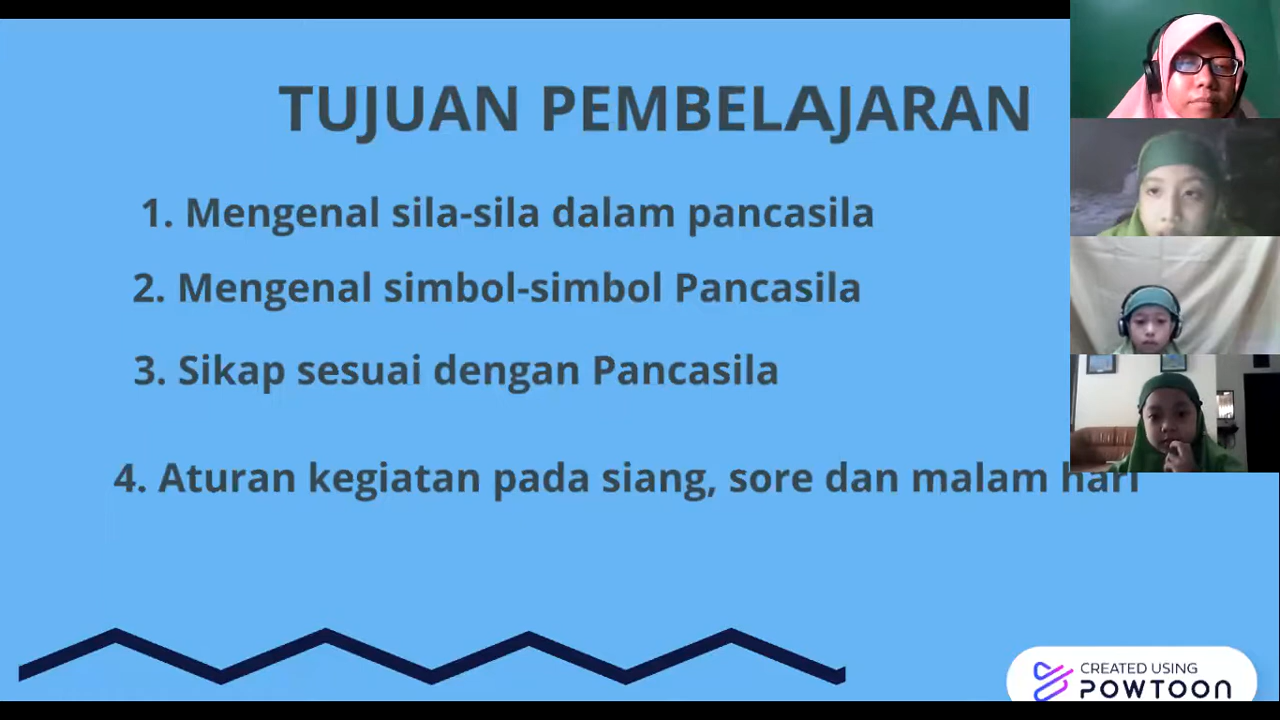 TUJUAN PEMBELAJARAN
1. Mengenal sila-sila dalam pancasila
2. Mengenal simbol-simbol Pancasila
3. Sikap sesuai dengan Pancasila
4. Aturan kegiatan pada siang, sore dan malam hari
CREATED USING
POWTOON